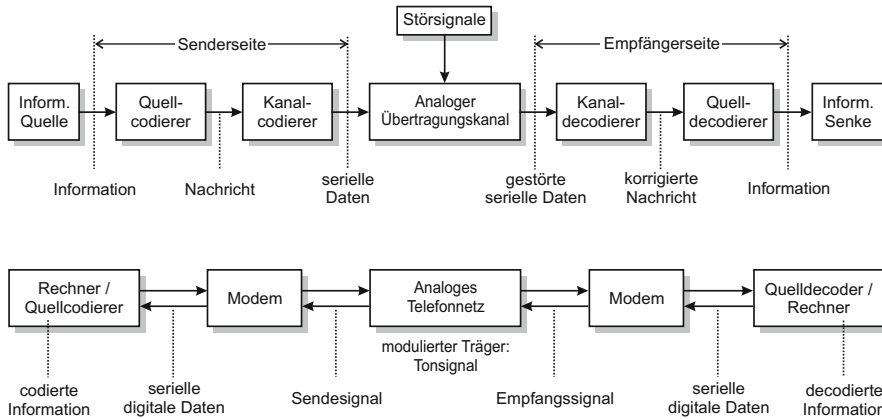 Störsignale
Senderseite
Empfängerseite
Inform.
Quelle
Quell-
codierer
Kanal-
codierer
Analoger
Übertragungskanal
Kanal-
decodierer
Quell-
decodierer
Inform.
Senke
Information
Nachricht
serielle
Daten
gestörte
serielle Daten
korrigierte
Nachricht
Information
Rechner /
Quellcodierer
Modem
Analoges
Telefonnetz
Modem
Quelldecoder /
Rechner
modulierter Träger:
Tonsignal
codierte
Information
serielle
digitale Daten
Sendesignal
Empfangssignal
serielle
digitale Daten
decodierte
Information